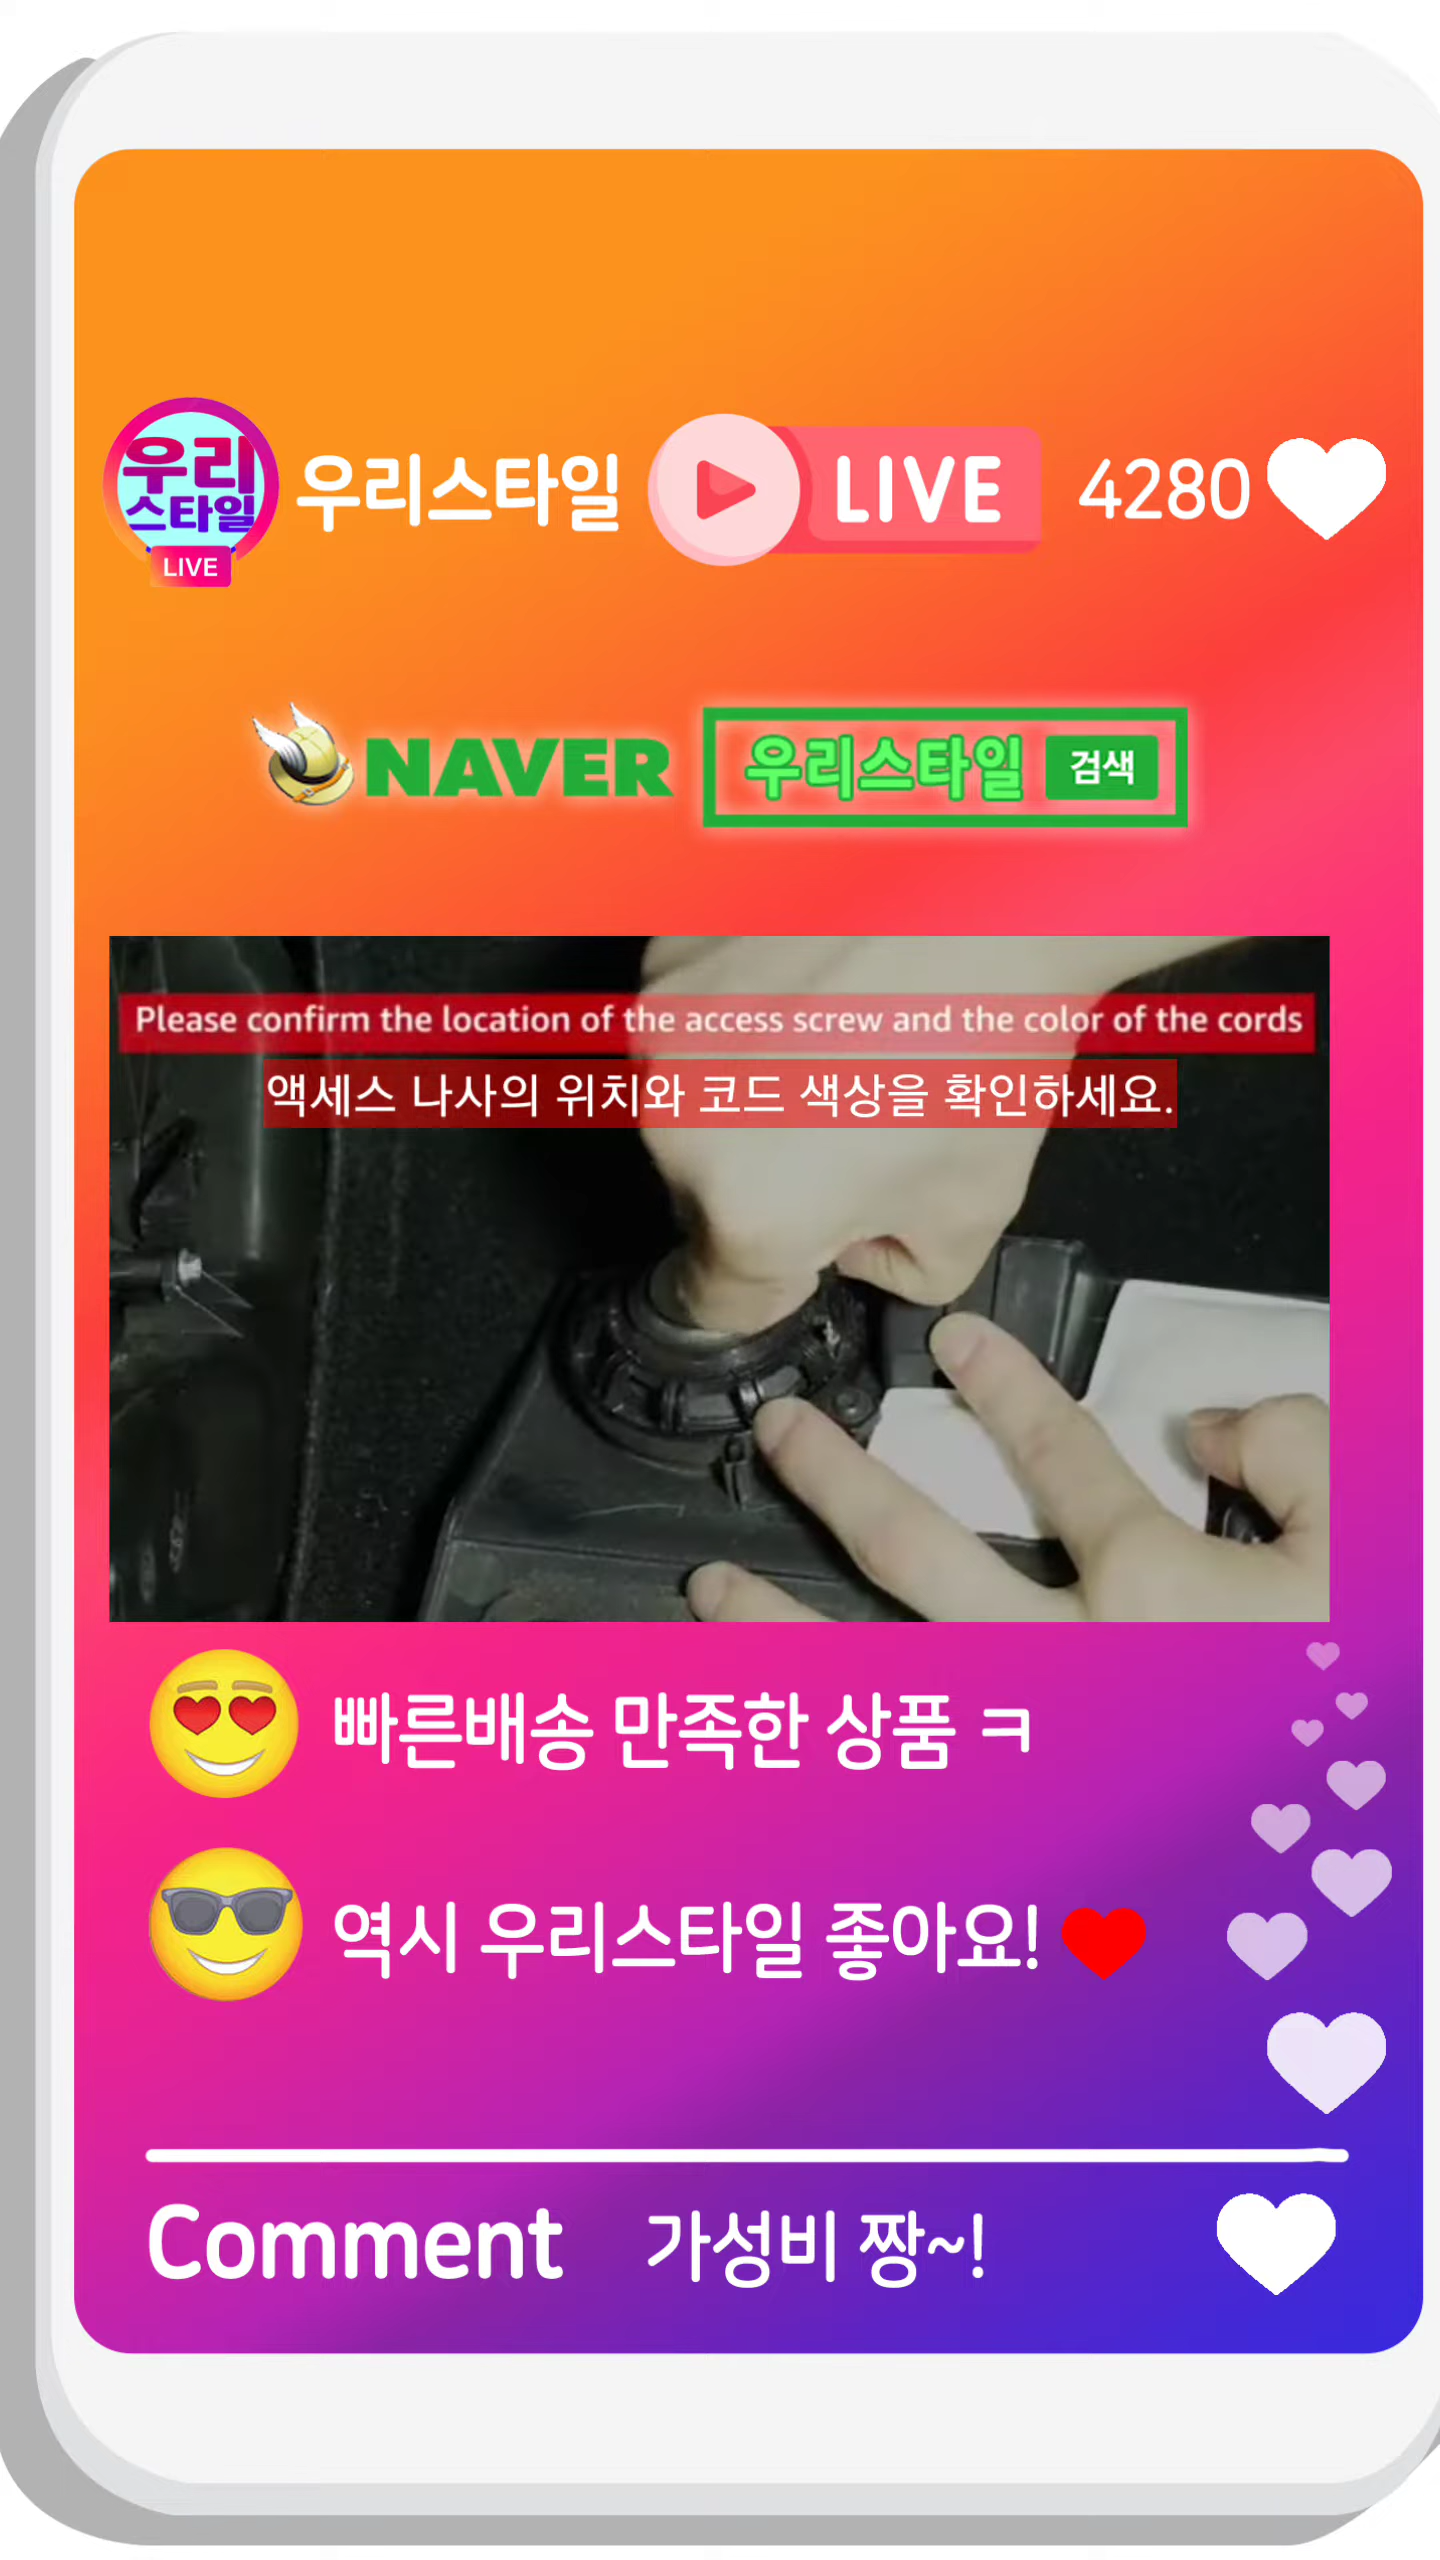 우리
스타일
LIVE
우리스타일
LIVE
4280
NAVER
우리스타일
검색
Please confirm the location of the access screw and the color of the cords
액세스 나사의 위치와 코드 색상을 확인하세요.
빠른배송 만족한 상품 ㅋ
역시 우리스타일 좋아요!
Comment
가성비 짱~!